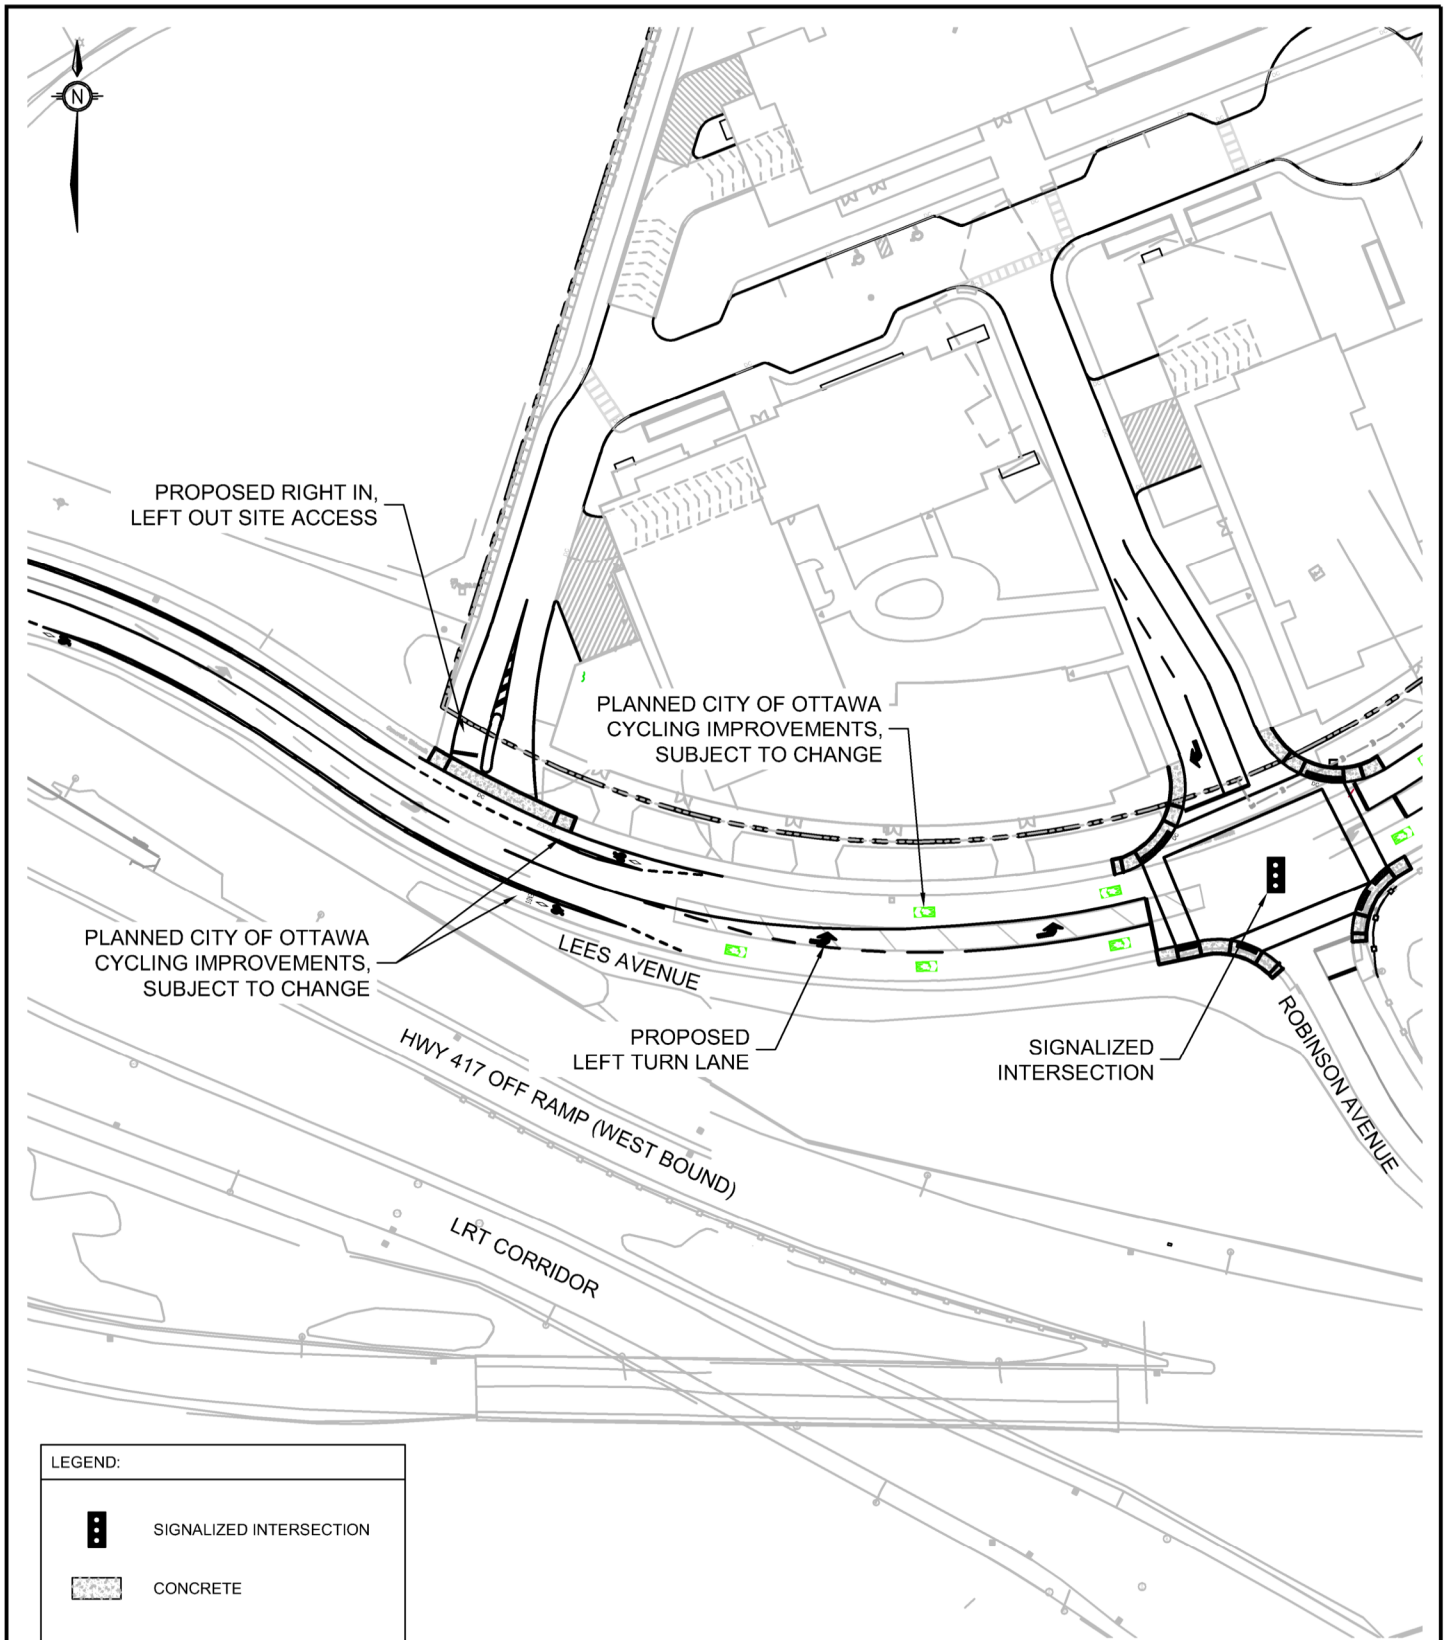 N
PROPOSED RIGHT IN,
LEFT OUT SITE ACCESS
PLANNED CITY OF OTTAWA
CYCLING IMPROVEMENTS,
SUBJECT TO CHANGE
PLANNED CITY OF OTTAWA
CYCLING IMPROVEMENTS,
SUBJECT TO CHANGE
LEES AVENUE
PROPOSED
LEFT TURN LANE
SIGNALIZED
INTERSECTION
ROBINSON AVENUE
HWY 417 OFF RAMP (WEST BOUND)
LRT CORRIDOR
LEGEND:
SIGNALIZED INTERSECTION
CONCRETE